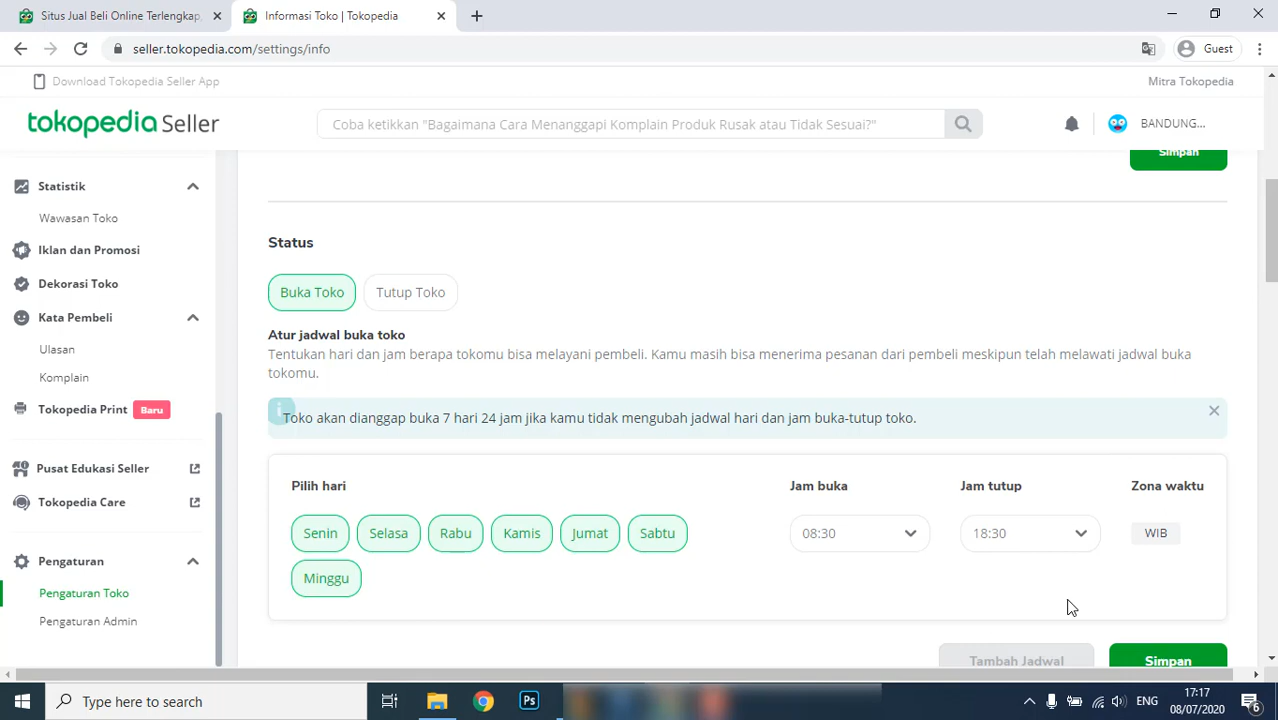 Situs Jual Beli Online Terlengkap,
Informasi Toko | Tokopedia
seller.tokopedia.com/settings/info
Guest
Download Tokopedia Seller App
Mitra Tokopedia
tokopedia Seller
Coba ketikkan "Bagaimana Cara Menanggapi Komplain Produk Rusak atau Tidak Sesuai?"
BANDUNG...
Statistik
Wawasan Toko
Iklan dan Promosi
Dekorasi Toko
Kata Pembeli
Ulasan
Komplain
Tokopedia Print Baru
Pusat Edukasi Seller
Tokopedia Care
Pengaturan
Pengaturan Toko
Pengaturan Admin
Simpan
Status
Buka Toko Tutup Toko
Atur jadwal buka toko
Tentukan hari dan jam berapa tokomu bisa melayani pembeli. Kamu masih bisa menerima pesanan dari pembeli meskipun telah melawati jadwal buka
tokomu.
Toko akan dianggap buka 7 hari 24 jam jika kamu tidak mengubah jadwal hari dan jam buka-tutup toko.
Pilih hari Jam buka Jam tutup Zona waktu
Senin Selasa Rabu Kamis Jumat Sabtu 08:30 18:30 WIB
Minggu
Tambah Jadwal Simpan
Type here to search
Ps
ENG
17:17
08/07/2020
6